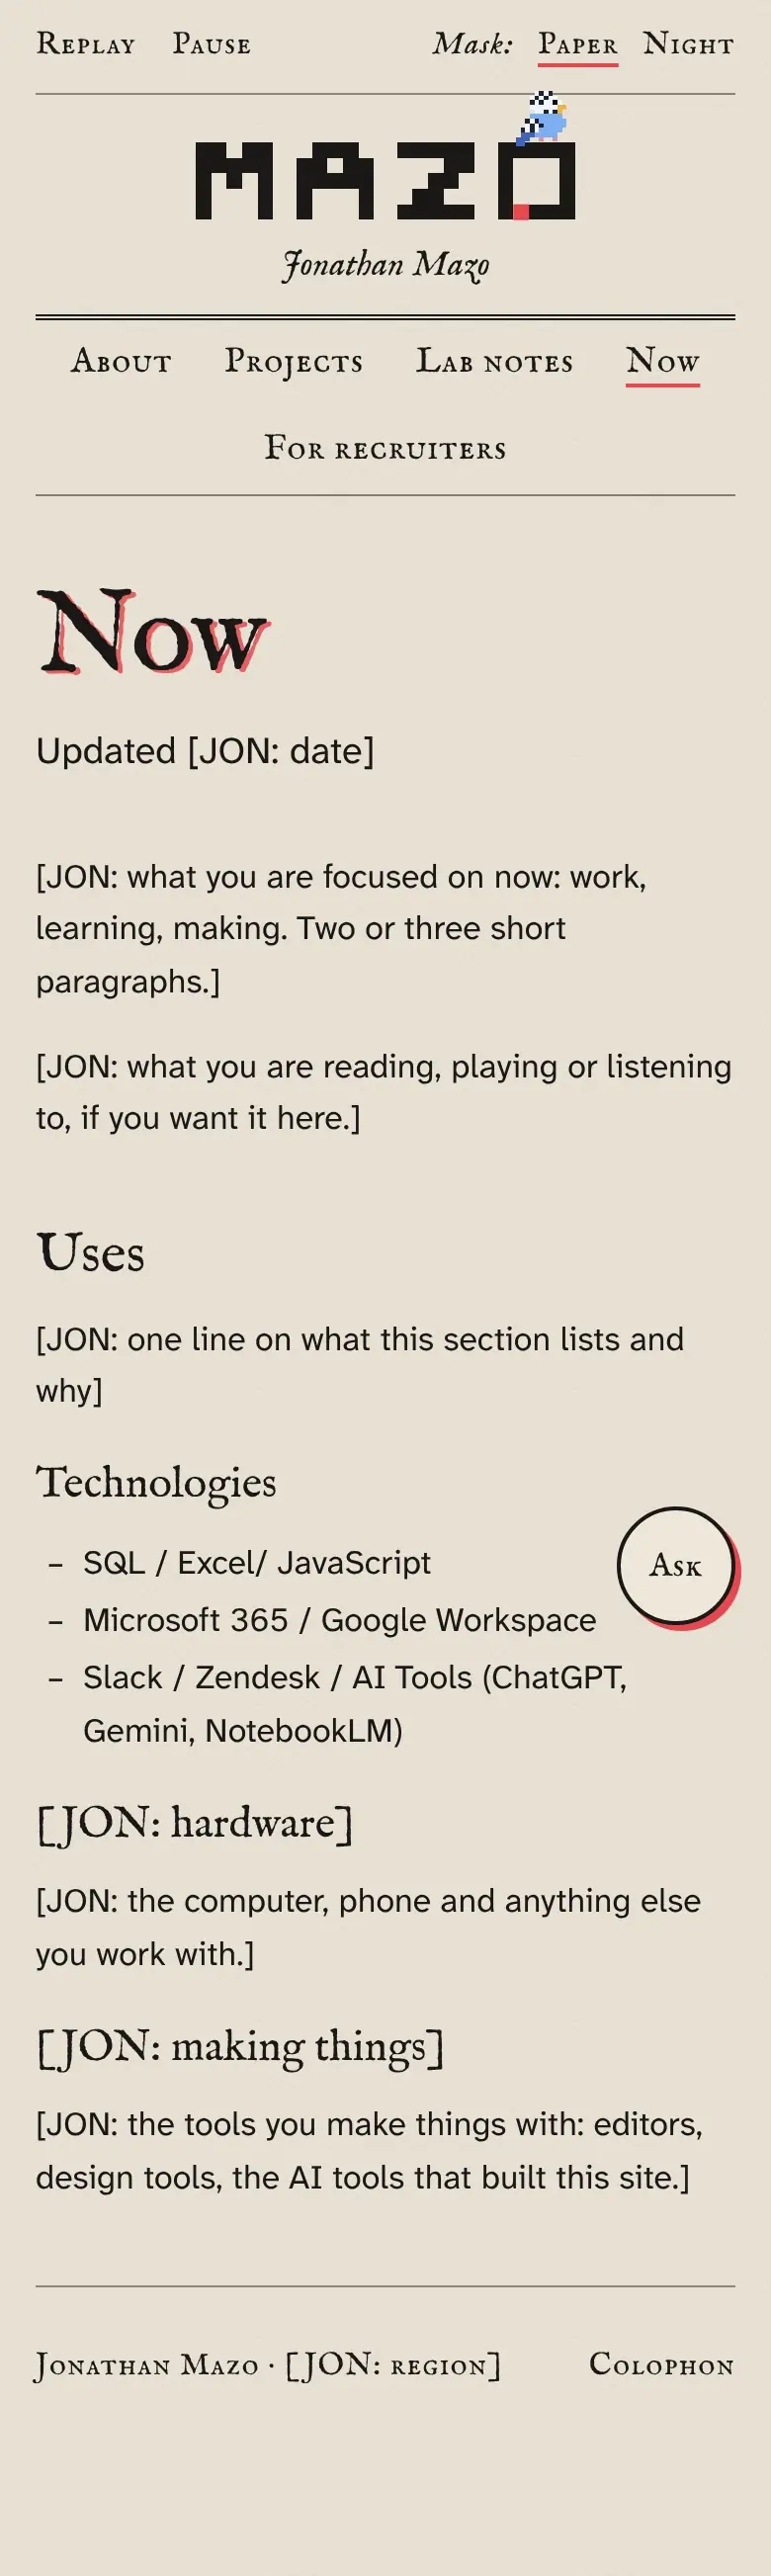 Replay Pause Mask: Paper Night
MAZO
Jonathan Mazo
About Projects Lab notes Now
For recruiters
Now
Updated [JON: date]
[JON: what you are focused on now: work,
learning, making. Two or three short
paragraphs.]
[JON: what you are reading, playing or listening
to, if you want it here.]
Uses
[JON: one line on what this section lists and
why]
Technologies
– SQL / Excel/ JavaScript
Ask
– Microsoft 365 / Google Workspace
– Slack / Zendesk / AI Tools (ChatGPT,
Gemini, NotebookLM)
[JON: hardware]
[JON: the computer, phone and anything else
you work with.]
[JON: making things]
[JON: the tools you make things with: editors,
design tools, the AI tools that built this site.]
Jonathan Mazo · [JON: region] Colophon